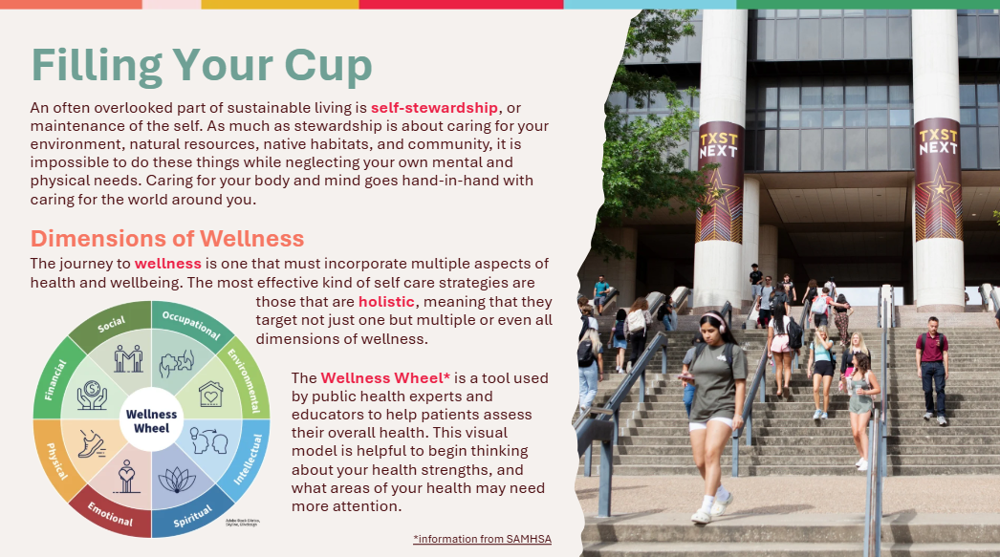 Filling Your Cup
An often overlooked part of sustainable living is self-stewardship, or
maintenance of the self. As much as stewardship is about caring for your
environment, natural resources, native habitats, and community, it is
impossible to do these things while neglecting your own mental and
physical needs. Caring for your body and mind goes hand-in-hand with
caring for the world around you.
Dimensions of Wellness
The journey to wellness is one that must incorporate multiple aspects of
health and wellbeing. The most effective kind of self care strategies are
those that are holistic, meaning that they
target not just one but multiple or even all
dimensions of wellness.
The Wellness Wheel* is a tool used
by public health experts and
educators to help patients assess
their overall health. This visual
model is helpful to begin thinking
about your health strengths, and
what areas of your health may need
more attention.
*information from SAMHSA
Wellness
Wheel
Social
Occupational
Environmental
Intellectual
Spiritual
Emotional
Physical
Financial
TXST
NEXT
TXST
NEXT